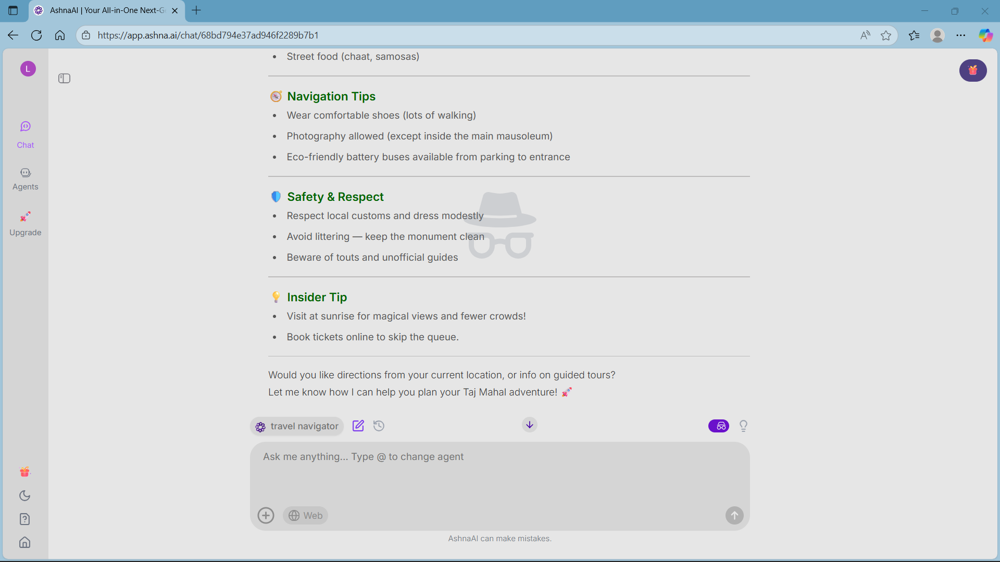 AshnaAI | Your All-in-One Next-Ge
https://app.ashna.ai/chat/68bd794e37ad946f2289b7b1
L
Chat
Agents
Upgrade
Street food (chaat, samosas)
Navigation Tips
Wear comfortable shoes (lots of walking)
Photography allowed (except inside the main mausoleum)
Eco-friendly battery buses available from parking to entrance
Safety & Respect
Respect local customs and dress modestly
Avoid littering — keep the monument clean
Beware of touts and unofficial guides
Insider Tip
Visit at sunrise for magical views and fewer crowds!
Book tickets online to skip the queue.
Would you like directions from your current location, or info on guided tours?
Let me know how I can help you plan your Taj Mahal adventure! 🚀
travel navigator
Ask me anything... Type @ to change agent
Web
AshnaAI can make mistakes.